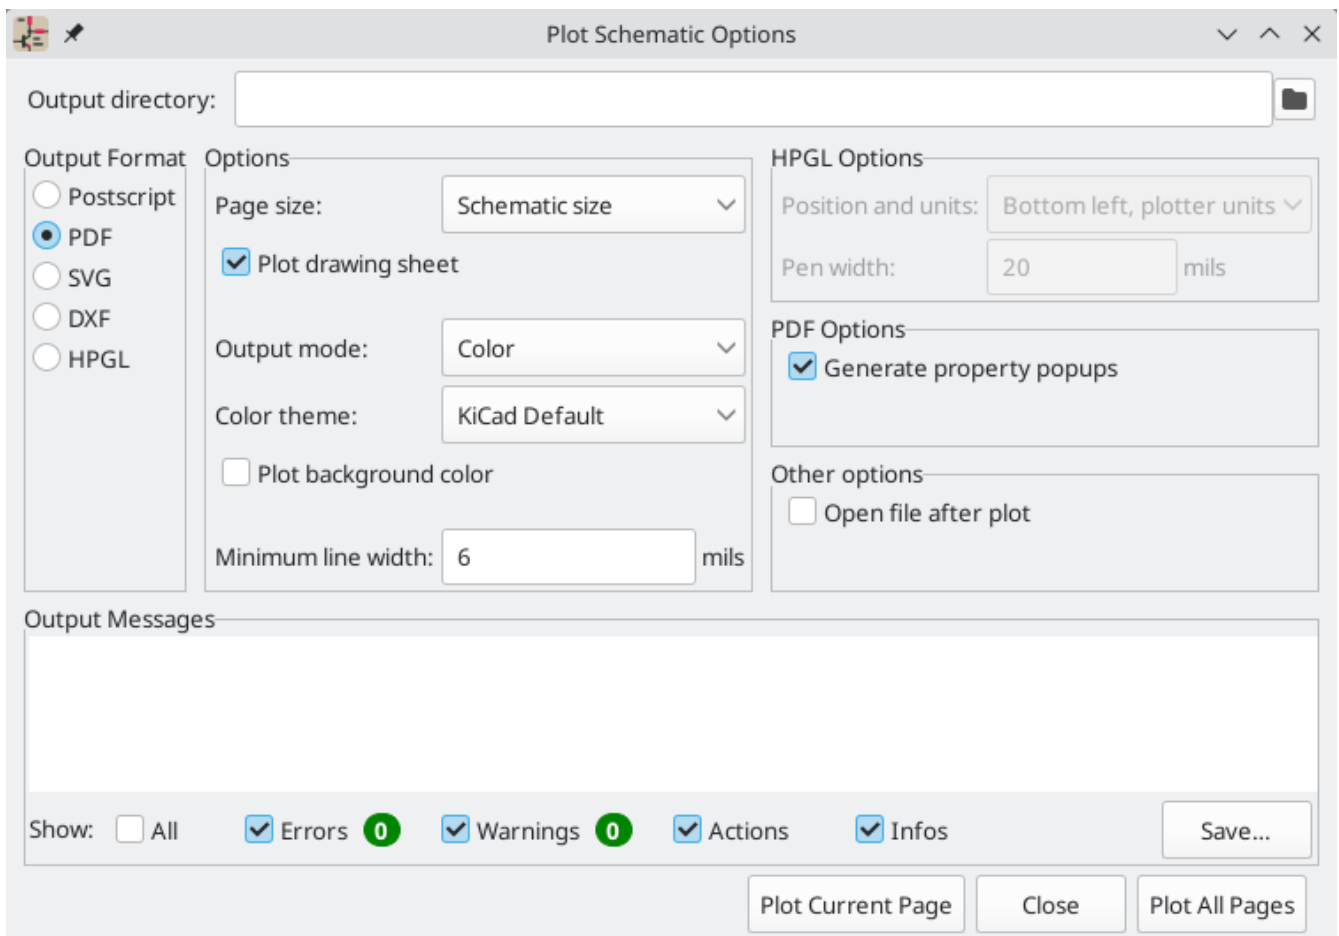 Plot Schematic Options
Output directory:
Output Format
Postscript
PDF
SVG
DXF
HPGL
Options
Page size: Schematic size
Plot drawing sheet
Output mode: Color
Color theme: KiCad Default
Plot background color
Minimum line width: 6 mils
HPGL Options
Position and units: Bottom left, plotter units
Pen width: 20 mils
PDF Options
Generate property popups
Other options
Open file after plot
Output Messages
Show: All Errors 0 Warnings 0 Actions Infos Save...
Plot Current Page Close Plot All Pages